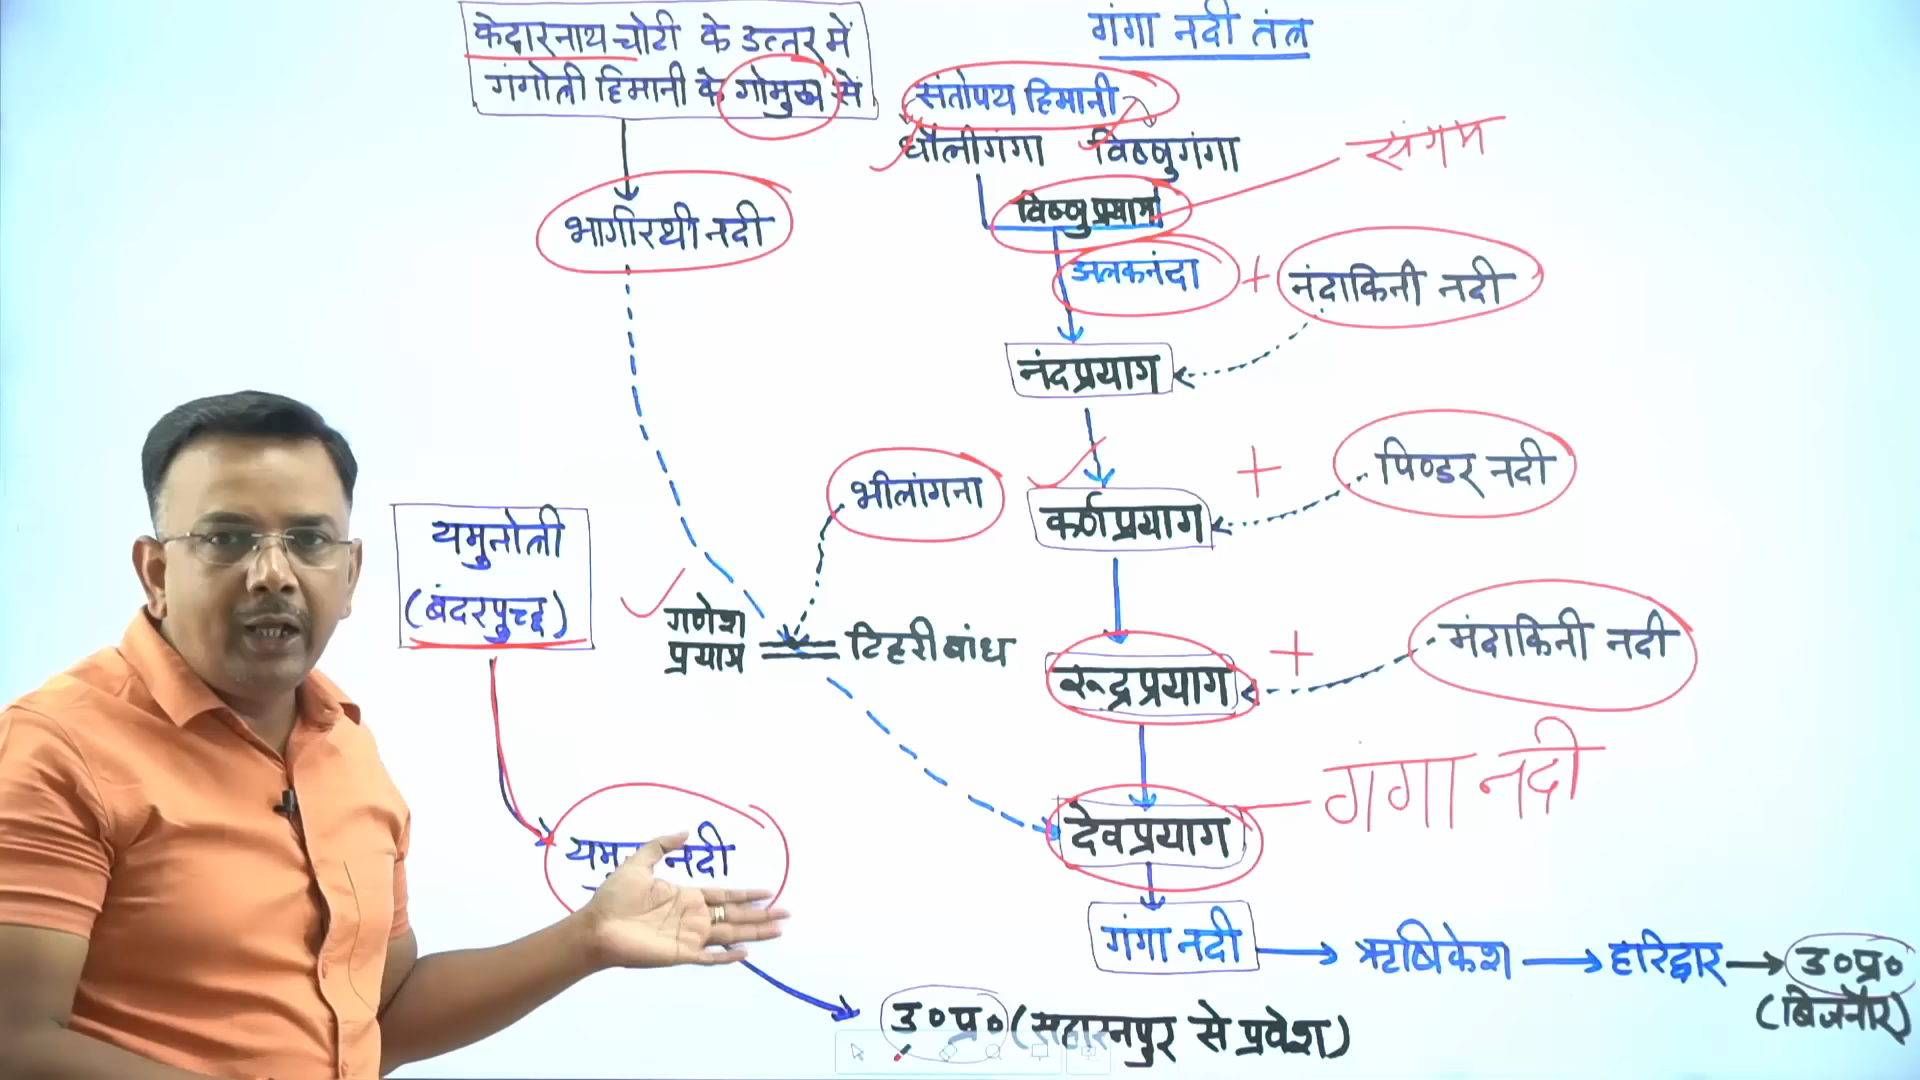 गंगा नदी तंत्र
केदारनाथ चोटी के उत्तर में
गंगोत्री हिमानी के गोमुख से
संतोपथ हिमानी
धौलीगंगा
विष्णुगंगा
संगम
विष्णु प्रयाग
भागीरथी नदी
अलकनंदा + नंदाकिनी नदी
नंदप्रयाग
भीलांगना
+ पिण्डर नदी
कर्णप्रयाग
यमुनोत्री
(बंदरपुच्छ)
गणेश
प्रयाग
टिहरी बांध
+ मंदाकिनी नदी
रूद्रप्रयाग
गंगा नदी
देवप्रयाग
नदी
गंगा नदी
ऋषिकेश
हरिद्वार
उ०प्र०
(बिजनौर)
उ०प्र० (सहारनपुर से प्रवेश)